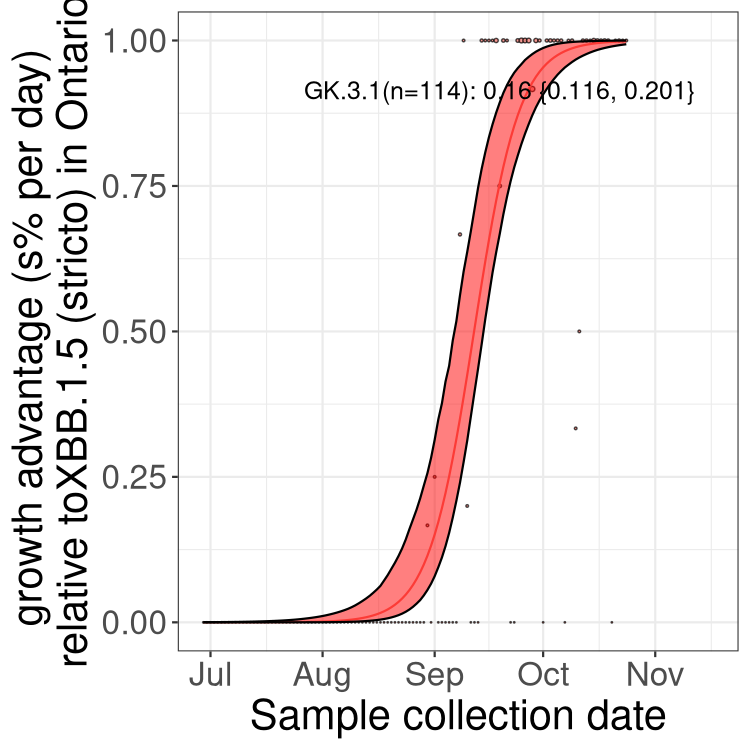 growth advantage (s% per day)
relative toXBB.1.5 (stricto) in Ontario
1.00
0.75
0.50
0.25
0.00
GK.3.1(n=114): 0.16 {0.116, 0.201}
Jul Aug Sep Oct Nov
Sample collection date